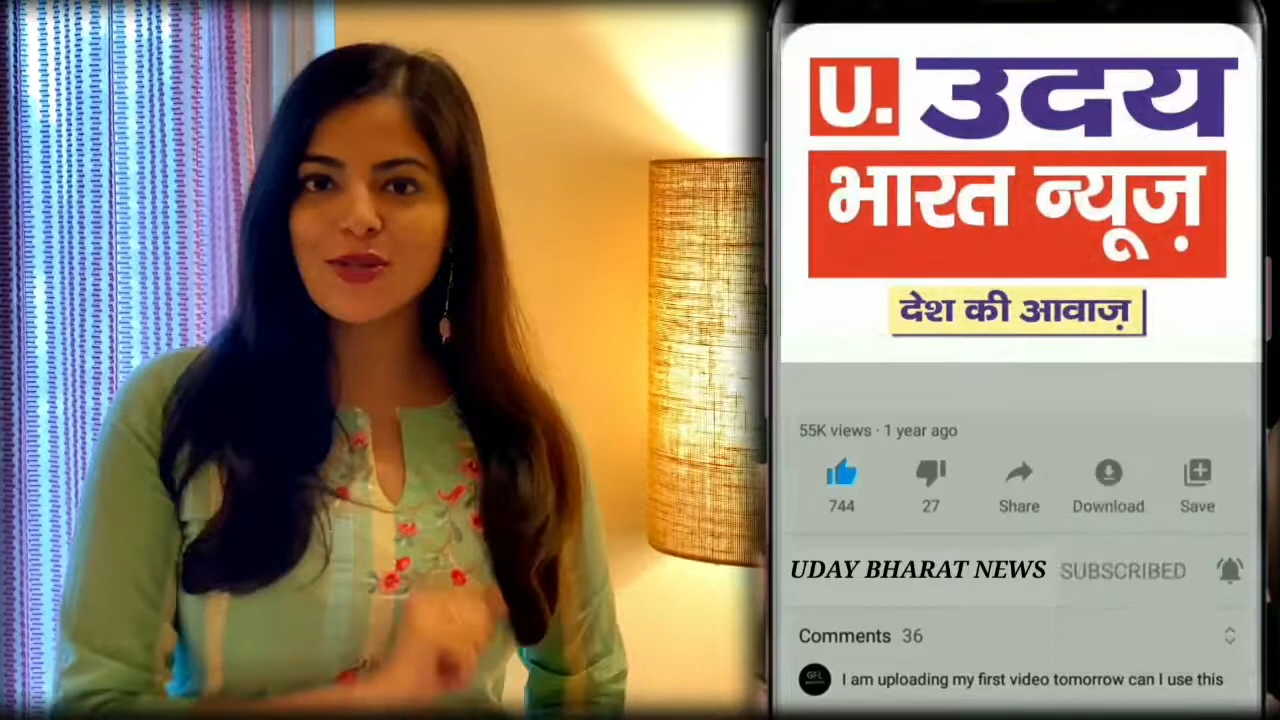 U. उदय
भारत न्यूज़
देश की आवाज़
55K views · 1 year ago
744
27
Share
Download
Save
UDAY BHARAT NEWS
SUBSCRIBED
Comments 36
GFL
I am uploading my first video tomorrow can I use this